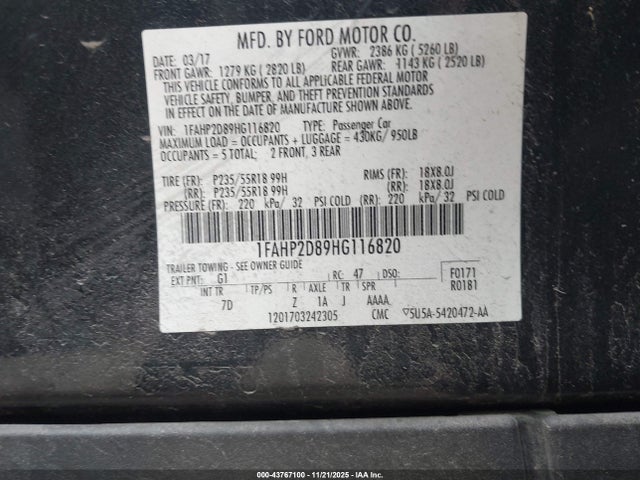 MFD. BY FORD MOTOR CO.
DATE: 03/17 GVWR: 2386 KG ( 5260 LB)
FRONT GAWR: 1279 KG ( 2820 LB) REAR GAWR: 1143 KG ( 2520 LB)
THIS VEHICLE CONFORMS TO ALL APPLICABLE FEDERAL MOTOR
VEHICLE SAFETY, BUMPER, AND THEFT PREVENTION STANDARDS
IN EFFECT ON THE DATE OF MANUFACTURE SHOWN ABOVE.
VIN: 1FAHP2D89HG116820 TYPE: Passenger Car
MAXIMUM LOAD = OCCUPANTS + LUGGAGE = 430KG/ 950LB
OCCUPANTS = 5 TOTAL: 2 FRONT, 3 REAR
TIRE (FR): P235/55R18 99H RIMS (FR): 18X8.0J
(RR): P235/55R18 99H (RR): 18X8.0J
PRESSURE (FR): 220 kPa/ 32 PSI COLD (RR): 220 kPa/ 32 PSI COLD
1FAHP2D89HG116820
TRAILER TOWING - SEE OWNER GUIDE
EXT PNT: G1 RC: 47 DSO: F0171
INT TR TP/PS R AXLE TR SPR R0181
7D Z 1A J AAAA
1201703242305 CMC ▽5U5A-5420472-AA
000-43767100 - 11/21/2025 - IAA Inc.